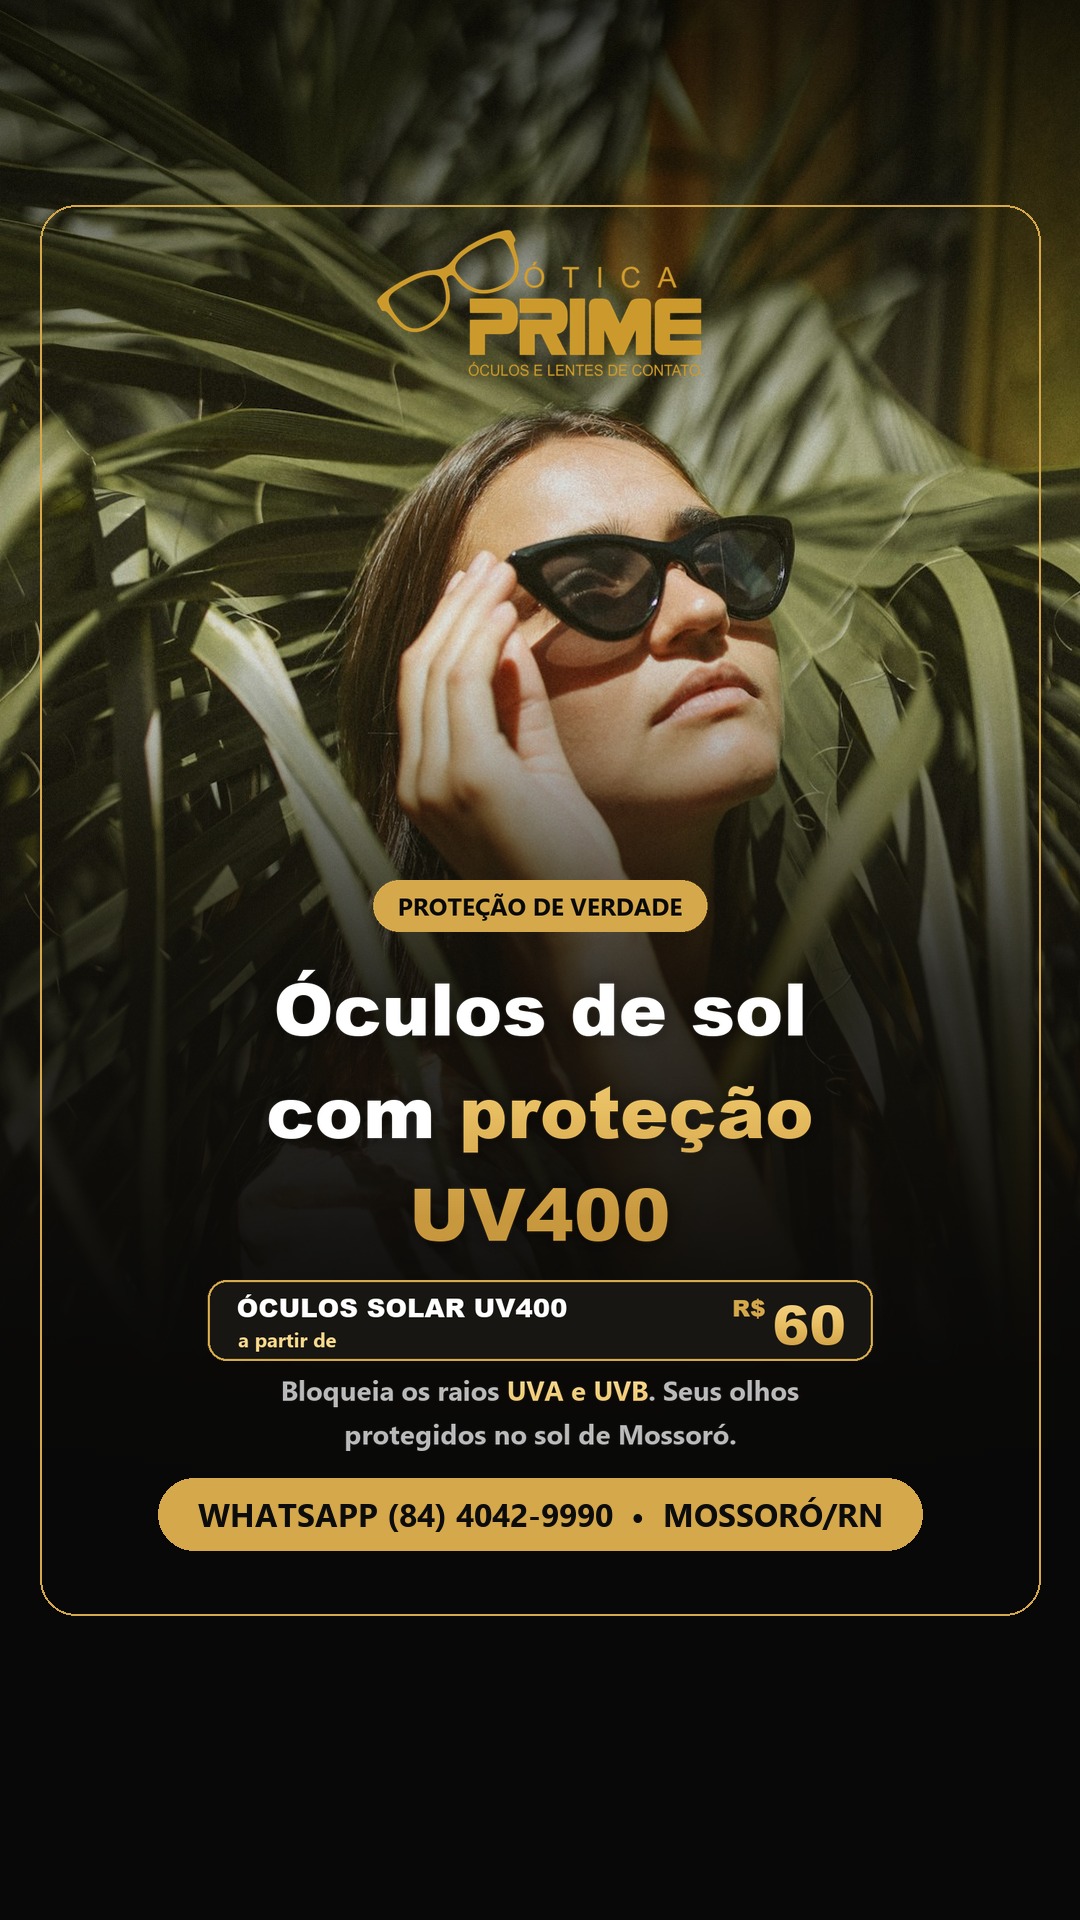 ÓTICA
PRIME
ÓCULOS E LENTES DE CONTATO
PROTEÇÃO DE VERDADE
Óculos de sol
com proteção
UV400
ÓCULOS SOLAR UV400
a partir de
R$ 60
Bloqueia os raios UVA e UVB. Seus olhos
protegidos no sol de Mossoró.
WHATSAPP (84) 4042-9990 • MOSSORÓ/RN